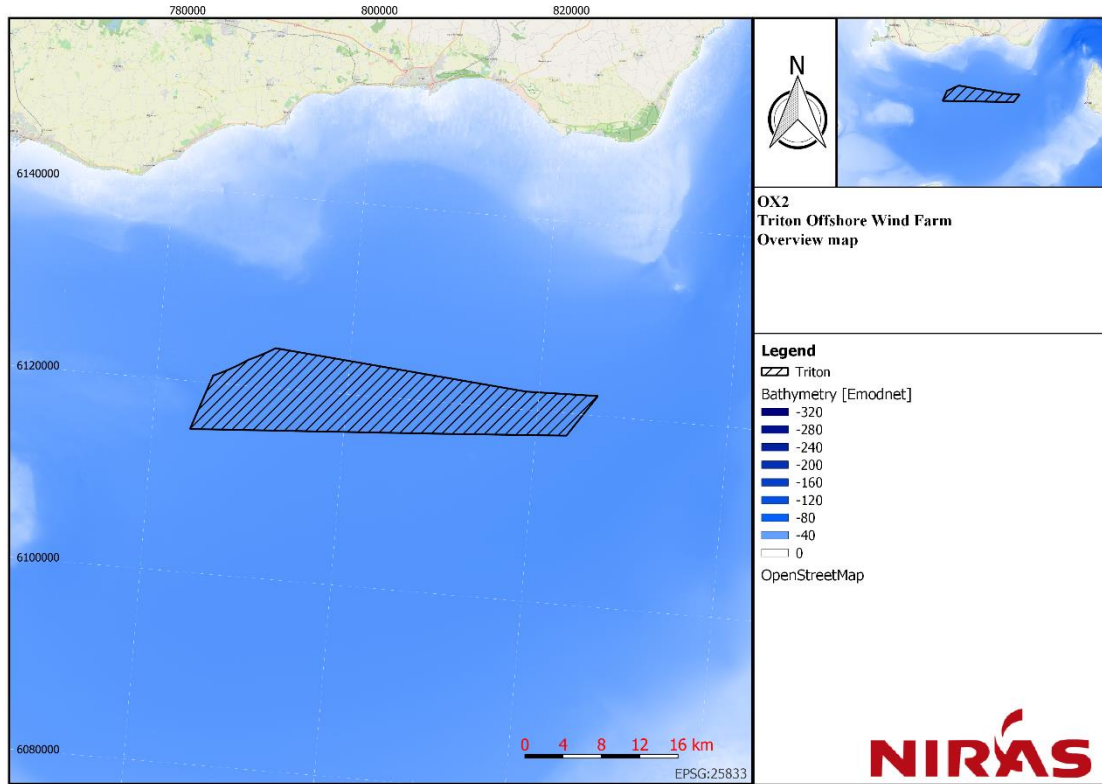 780000 800000 820000
6140000
6120000
6100000
6080000
0 4 8 12 16 km
EPSG:25833
N
OX2
Triton Offshore Wind Farm
Overview map
Legend
Triton
Bathymetry [Emodnet]
-320
-280
-240
-200
-160
-120
-80
-40
0
OpenStreetMap
NIRAS